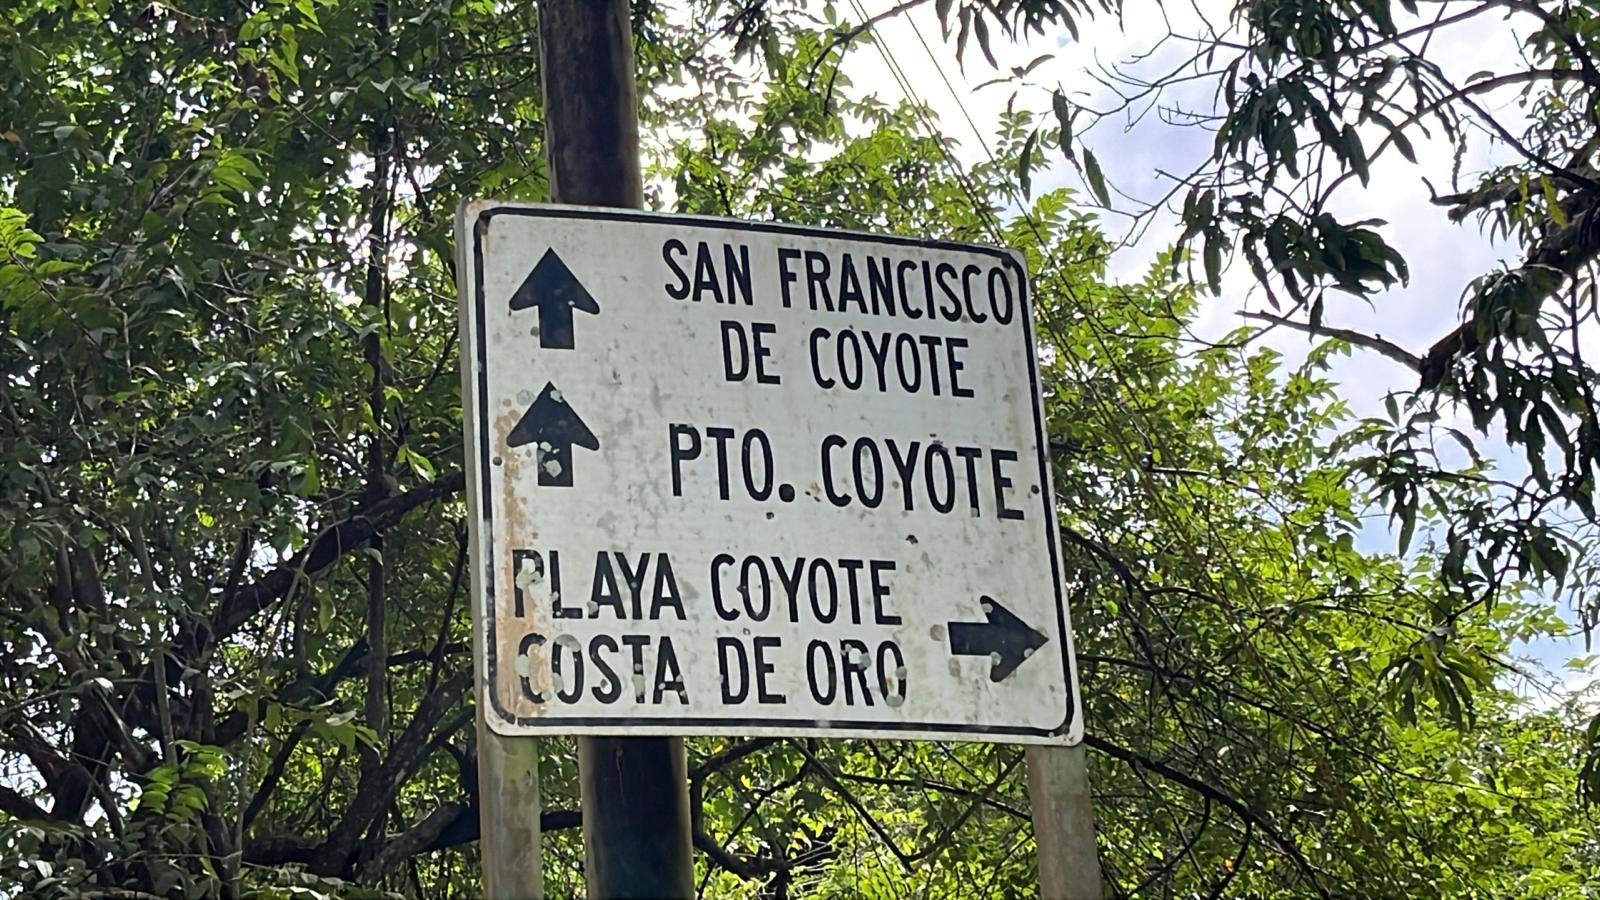 SAN FRANCISCO
DE COYOTE
PTO. COYOTE
PLAYA COYOTE
COSTA DE ORO